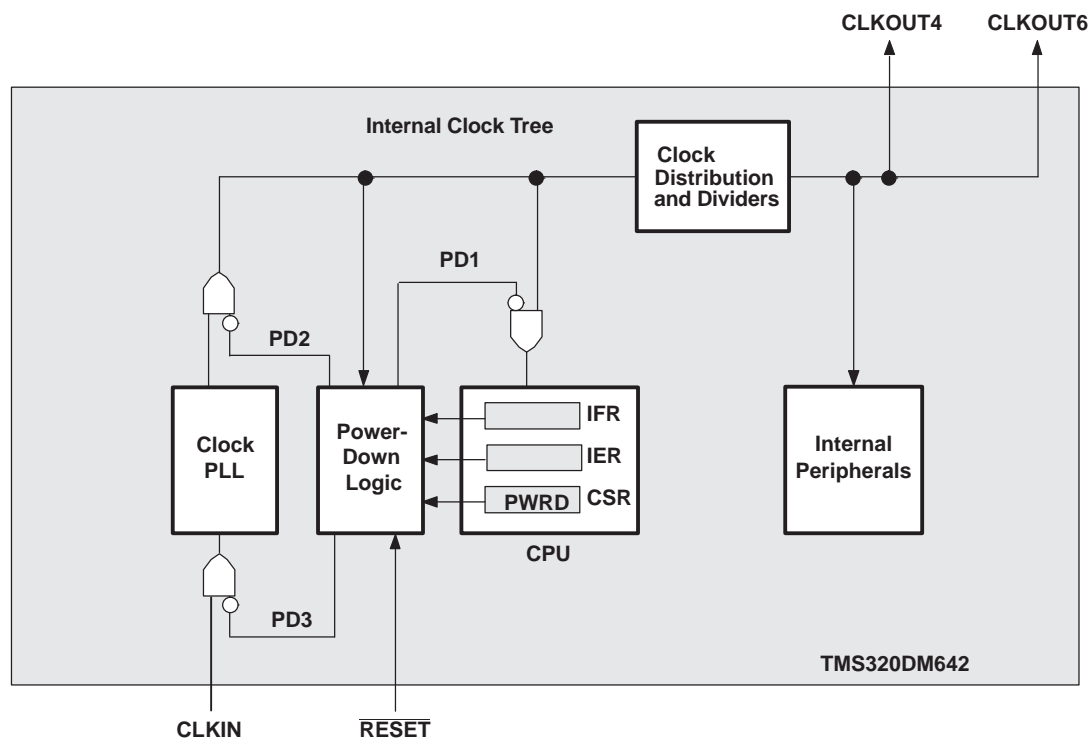 CLKOUT4
CLKOUT6
Internal Clock Tree
Clock
Distribution
and Dividers
PD1
PD2
Clock
PLL
Power-
Down
Logic
IFR
IER
PWRD
CSR
CPU
Internal
Peripherals
PD3
TMS320DM642
CLKIN
RESET